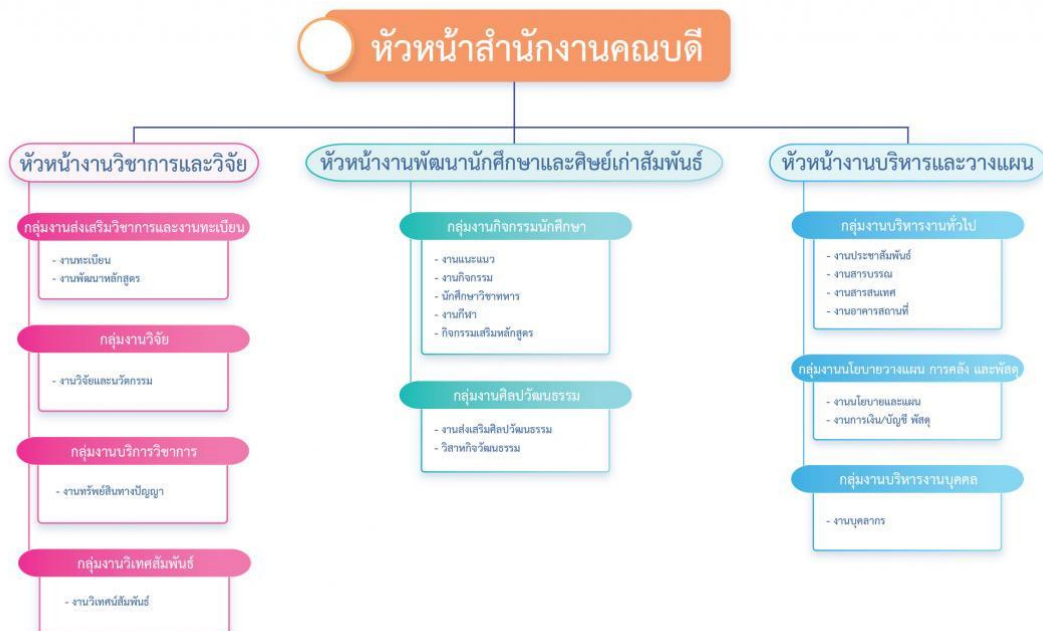 หัวหน้าสำนักงานคณบดี
หัวหน้างานวิชาการและวิจัย
กลุ่มงานส่งเสริมวิชาการและงานทะเบียน
- งานทะเบียน
- งานพัฒนาหลักสูตร
กลุ่มงานวิจัย
- งานวิจัยและนวัตกรรม
กลุ่มงานบริการวิชาการ
- งานทรัพย์สินทางปัญญา
กลุ่มงานวิเทศสัมพันธ์
- งานวิเทศน์สัมพันธ์
หัวหน้างานพัฒนานักศึกษาและศิษย์เก่าสัมพันธ์
กลุ่มงานกิจกรรมนักศึกษา
- งานแนะแนว
- งานกิจกรรม
- นักศึกษาวิชาทหาร
- งานกีฬา
- กิจกรรมเสริมหลักสูตร
กลุ่มงานศิลปวัฒนธรรม
- งานส่งเสริมศิลปวัฒนธรรม
- วิสาหกิจวัฒนธรรม
หัวหน้างานบริหารและวางแผน
กลุ่มงานบริหารงานทั่วไป
- งานประชาสัมพันธ์
- งานสารบรรณ
- งานสารสนเทศ
- งานอาคารสถานที่
กลุ่มงานนโยบายวางแผน การคลัง และพัสดุ
- งานนโยบายและแผน
- งานการเงิน/บัญชี พัสดุ
กลุ่มงานบริหารงานบุคคล
- งานบุคลากร